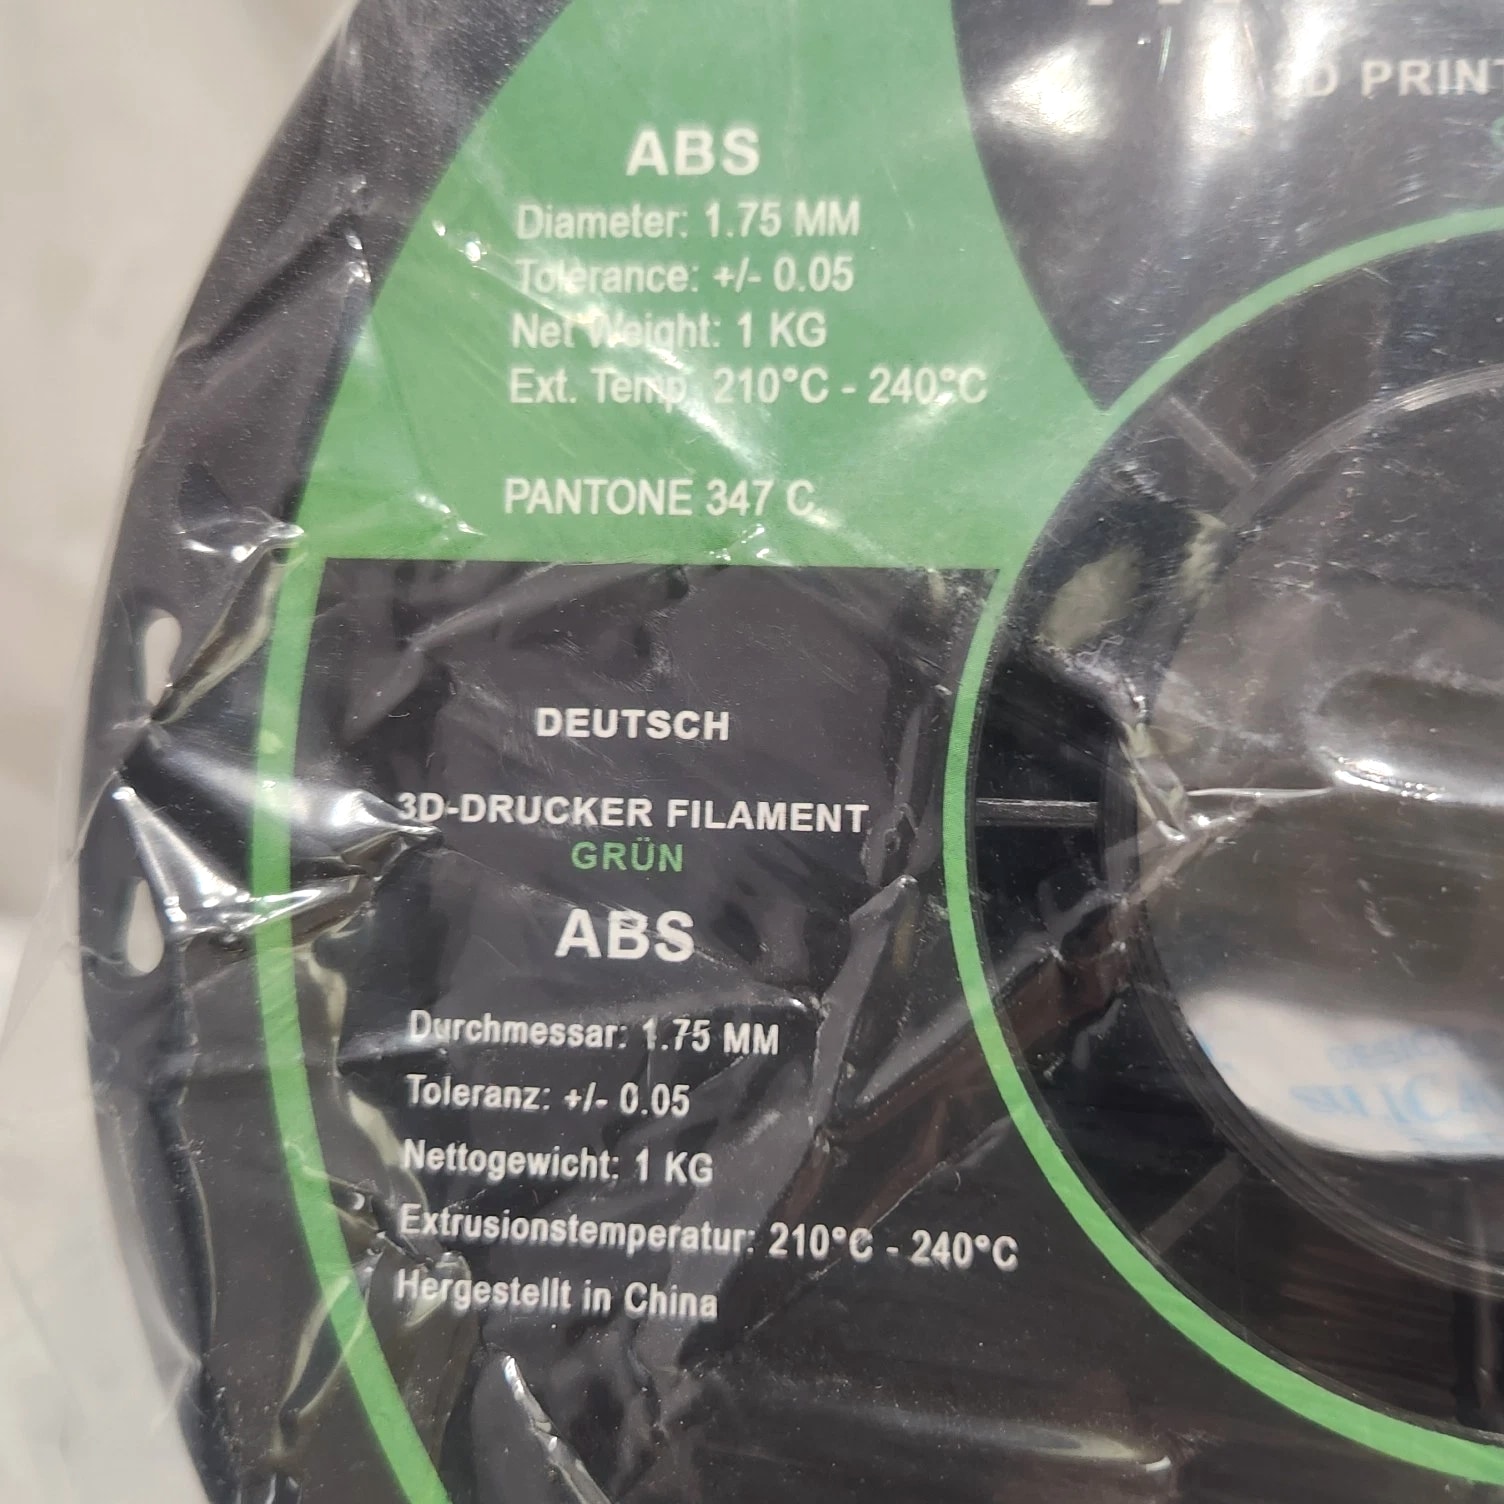 3D PRINT
ABS
Diameter: 1.75 MM
Tolerance: +/- 0.05
Net Weight: 1 KG
Ext. Temp. 210°C - 240°C
PANTONE 347 C
DEUTSCH
3D-DRUCKER FILAMENT
GRÜN
ABS
Durchmessar: 1.75 MM
Toleranz: +/- 0.05
Nettogewicht: 1 KG
Extrusionstemperatur: 210°C - 240°C
Hergestellt in China